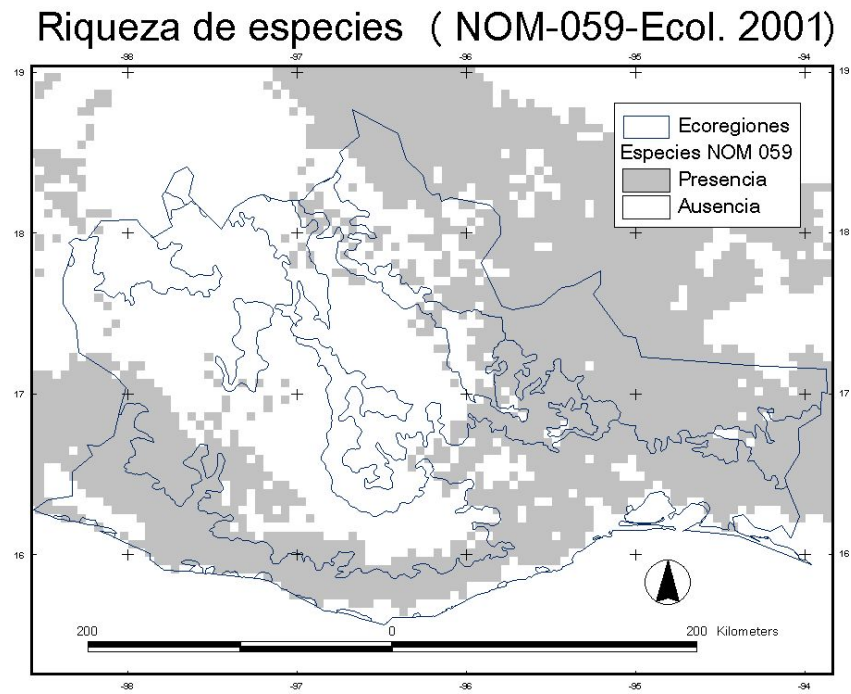 Riqueza de especies ( NOM-059-Ecol. 2001)
-98 -97 -96 -95 -94
19 19
Ecoregiones
Especies NOM 059
Presencia
Ausencia
18 18
17 17
16 16
200 0 200 Kilometers
-98 -97 -96 -95 -94